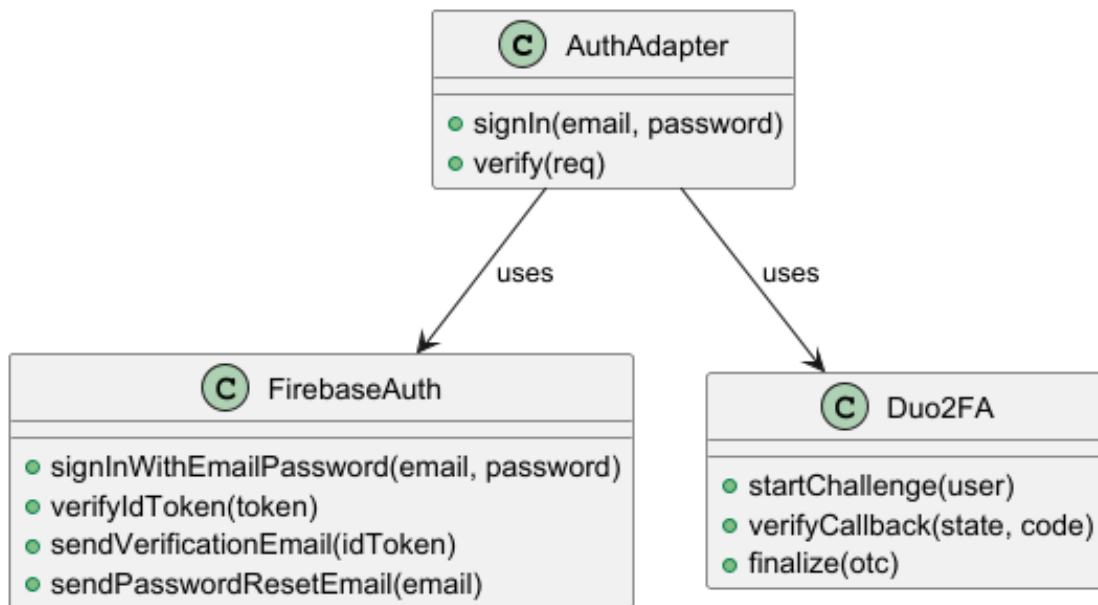 C AuthAdapter
signIn(email, password)
verify(req)
uses
uses
C FirebaseAuth
signInWithEmailPassword(email, password)
verifyIdToken(token)
sendVerificationEmail(idToken)
sendPasswordResetEmail(email)
C Duo2FA
startChallenge(user)
verifyCallback(state, code)
finalize(otc)